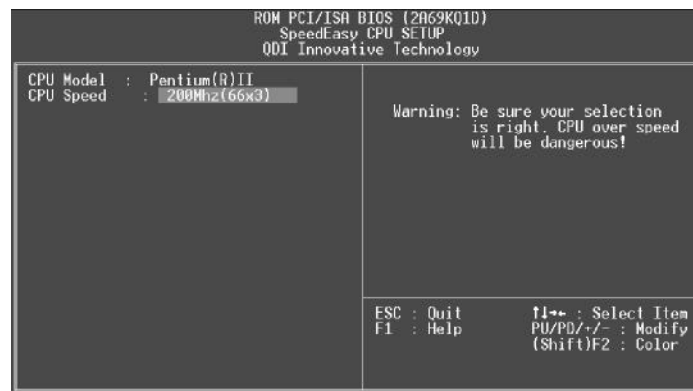 ROM PCI/ISA BIOS (2A69KQ1D)
SpeedEasy CPU SETUP
QDI Innovative Technology
CPU Model : Pentium(R)II
CPU Speed : 200Mhz(66x3)
Warning: Be sure your selection
is right. CPU over speed
will be dangerous!
ESC : Quit ↑↓→← : Select Item
F1 : Help PU/PD/+/- : Modify
(Shift)F2 : Color